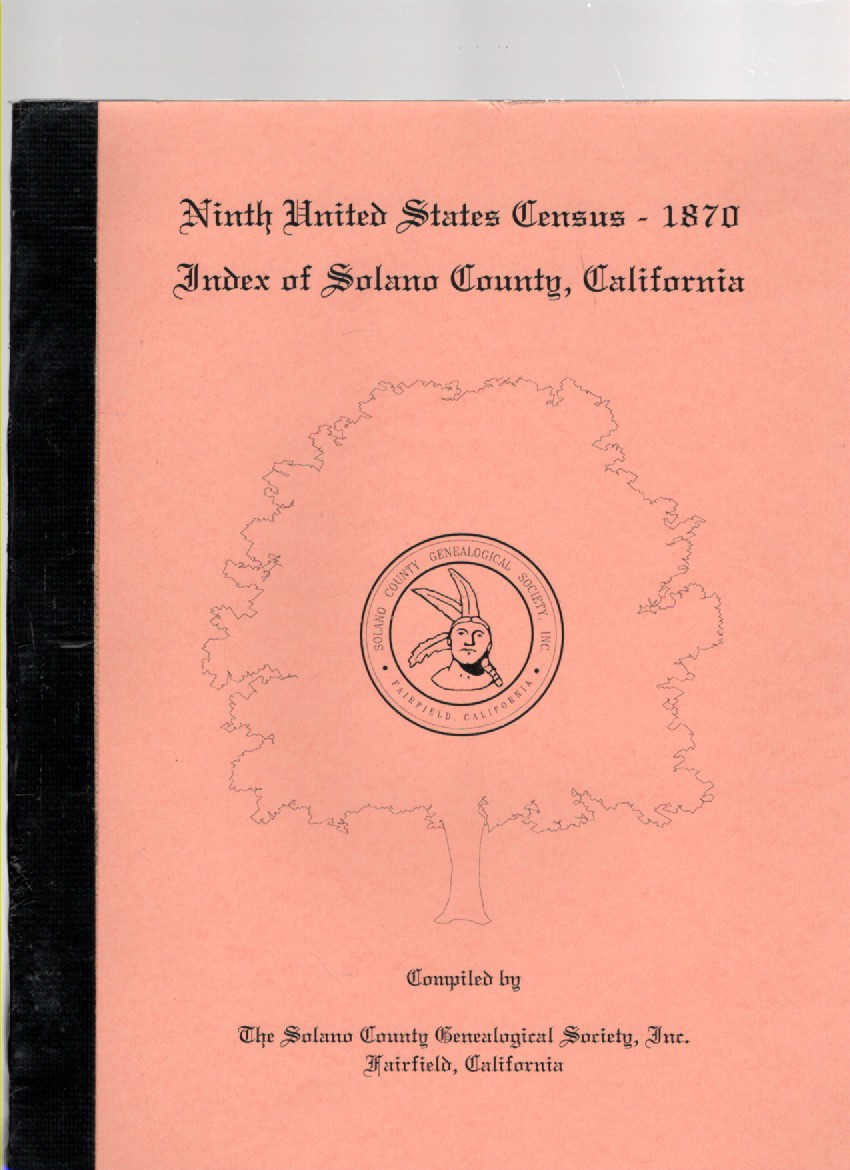 Ninth United States Census - 1870
Index of Solano County, California
SOLANO COUNTY GENEALOGICAL SOCIETY, INC.
• FAIRFIELD, CALIFORNIA •
Compiled by
The Solano County Genealogical Society, Inc.
Fairfield, California